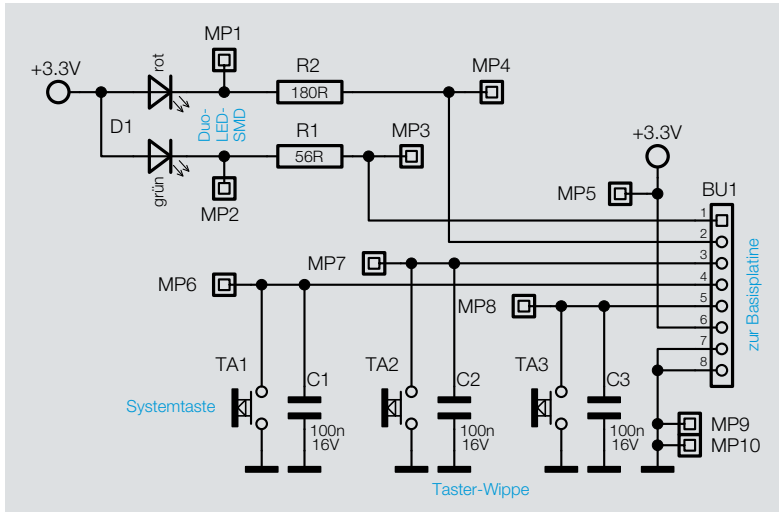 MP1
rot
R2
MP4
+3.3V
180R
D1
Duo-
LED-
SMD
R1
MP3
56R
grün
MP2
+3.3V
MP5
BU1
1
2
3
4
5
6
7
8
zur Basisplatine
MP7
MP6
MP8
TA1
C1
TA2
C2
TA3
C3
Systemtaste
100n
16V
100n
16V
100n
16V
MP9
MP10
Taster-Wippe